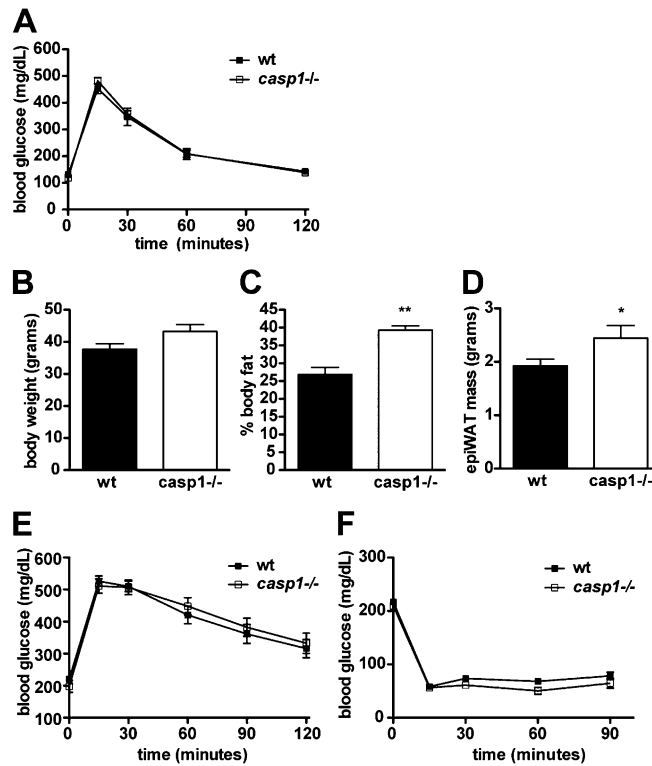 A
blood glucose (mg/dL)
600
500
400
300
200
100
0
0 30 60 90 120
time (minutes)
wt
casp1-/-
B
body weight (grams)
50
40
30
20
10
0
wt casp1-/-
C
% body fat
45
40
35
30
25
20
15
10
5
0
**
wt casp1-/-
D
epiWAT mass (grams)
3
2
1
0
*
wt casp1-/-
E
blood glucose (mg/dL)
600
500
400
300
200
100
0 30 60 90 120
time (minutes)
wt
casp1-/-
F
blood glucose (mg/dL)
300
200
100
0
0 30 60 90
time (minutes)
wt
casp1-/-